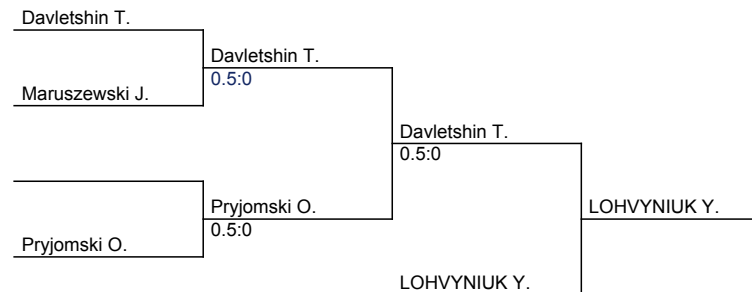 Davletshin T.
Davletshin T.
0.5:0
Maruszewski J.
Davletshin T.
0.5:0
Pryjomski O.
0.5:0
LOHVYNIUK Y.
Pryjomski O.
LOHVYNIUK Y.